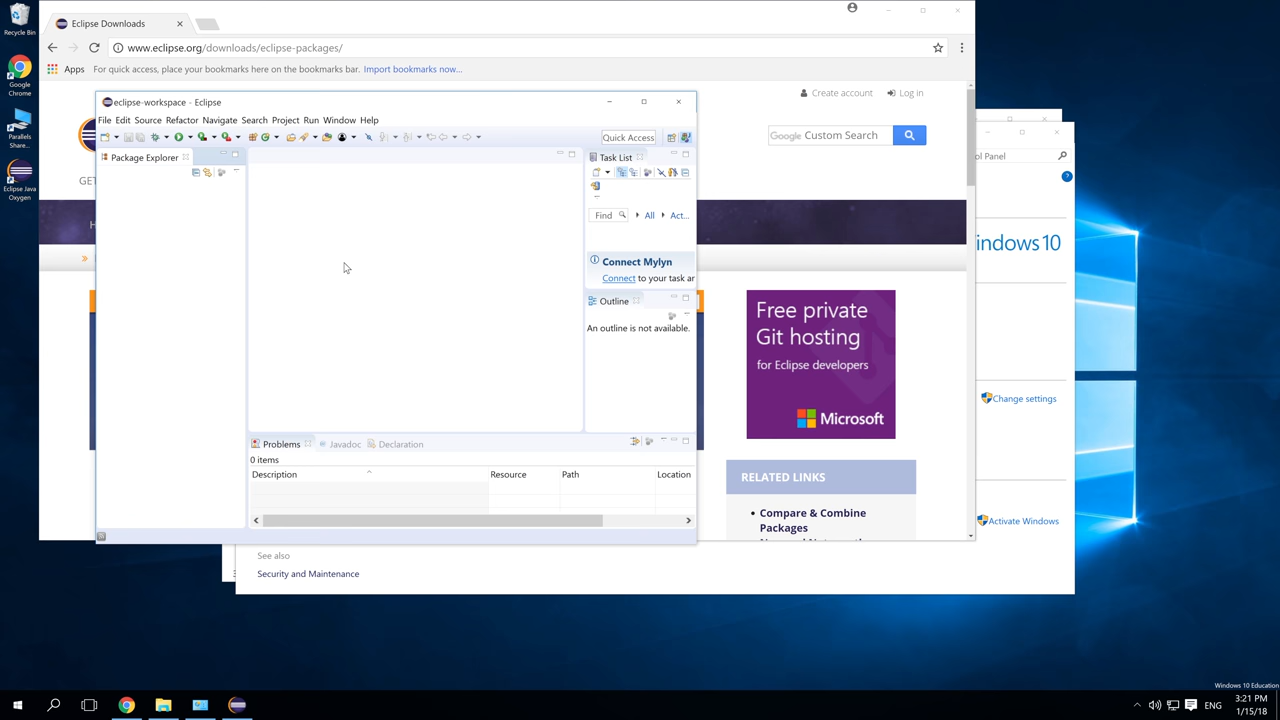 Recycle Bin
Google Chrome
Parallels Share...
Eclipse Java Oxygen
Eclipse Downloads
www.eclipse.org/downloads/eclipse-packages/
Apps
For quick access, place your bookmarks here on the bookmarks bar. Import bookmarks now...
Create account
Log in
Google Custom Search
GE
H
eclipse-workspace - Eclipse
File Edit Source Refactor Navigate Search Project Run Window Help
Quick Access
Package Explorer
Task List
Find
All
Act...
Connect Mylyn
Connect to your task ar
Outline
An outline is not available.
Problems
Javadoc
Declaration
0 items
Description
Resource
Path
Location
Free private
Git hosting
for Eclipse developers
Microsoft
RELATED LINKS
• Compare & Combine
Packages
ol Panel
indows 10
Change settings
Activate Windows
See also
Security and Maintenance
Windows 10 Education
ENG
3:21 PM
1/15/18